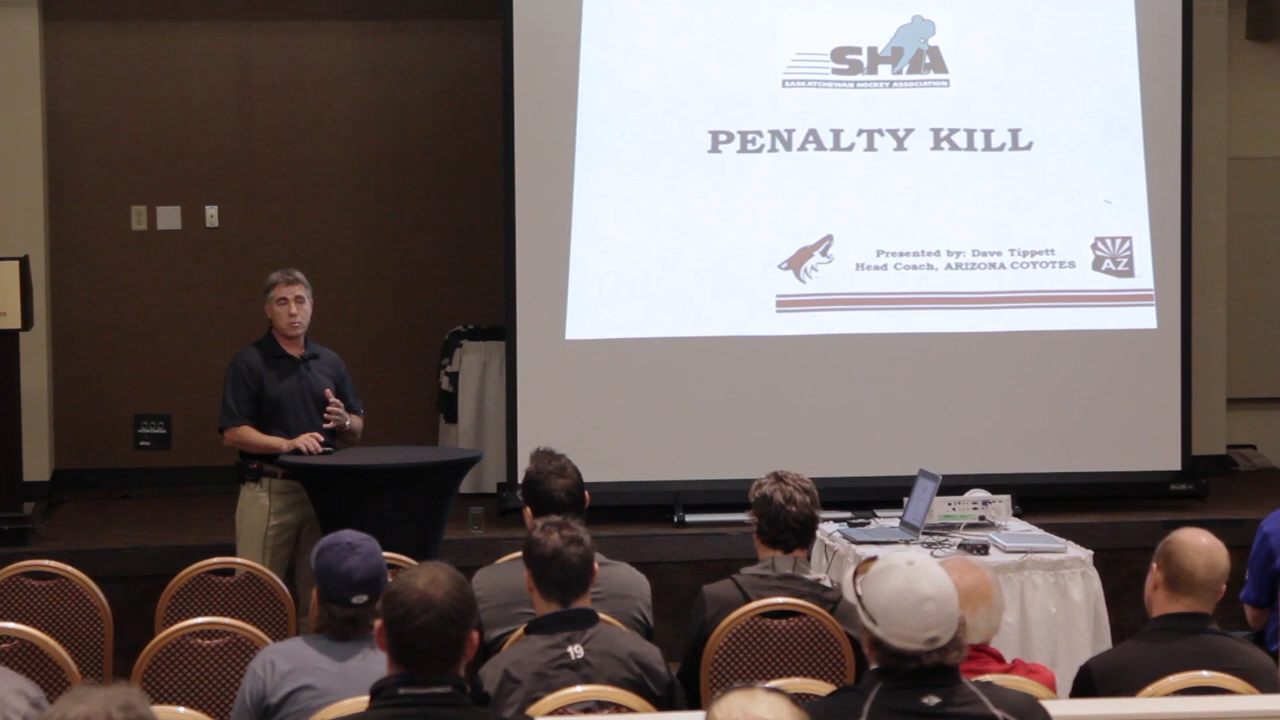 SHA
SASKATCHEWAN HOCKEY ASSOCIATION
PENALTY KILL
Presented by: Dave Tippett
Head Coach, ARIZONA COYOTES
AZ
19